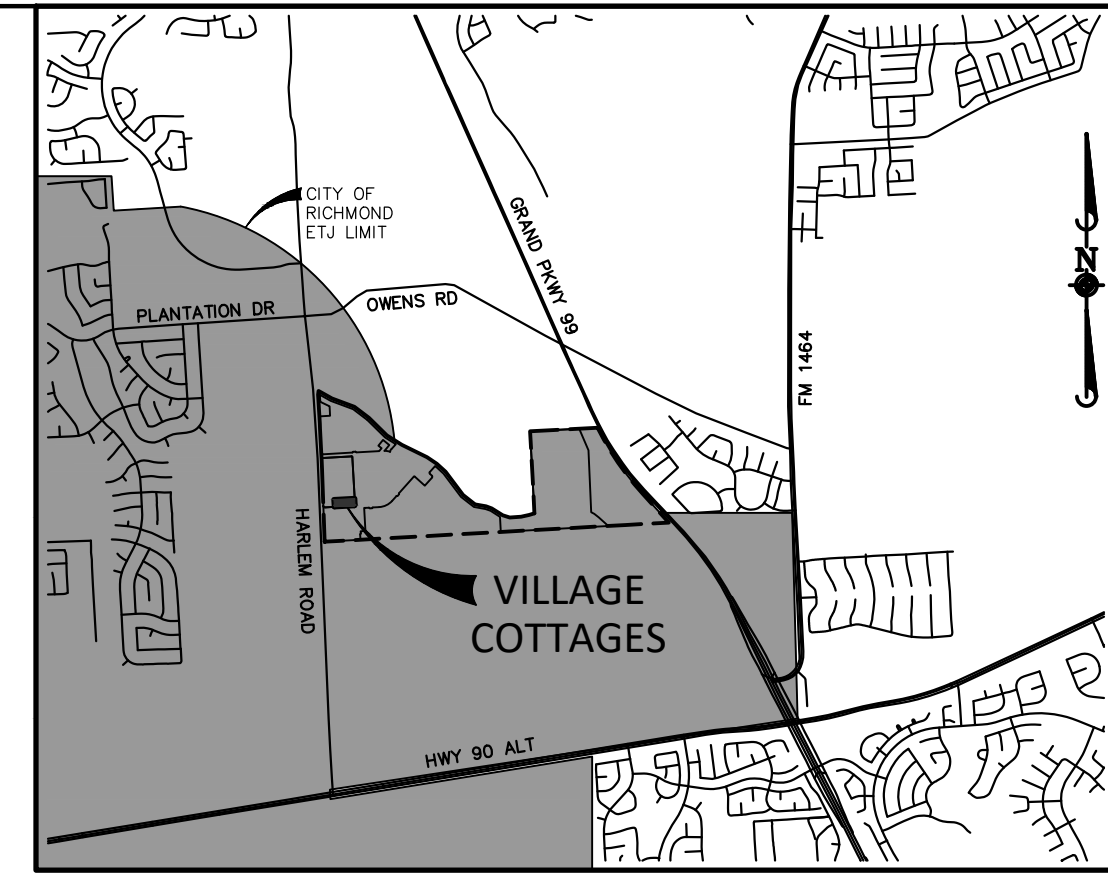 CITY OF
RICHMOND
ETJ LIMIT
GRAND PKWY 99
N
PLANTATION DR
OWENS RD
FM 1464
HARLEM ROAD
VILLAGE
COTTAGES
HWY 90 ALT